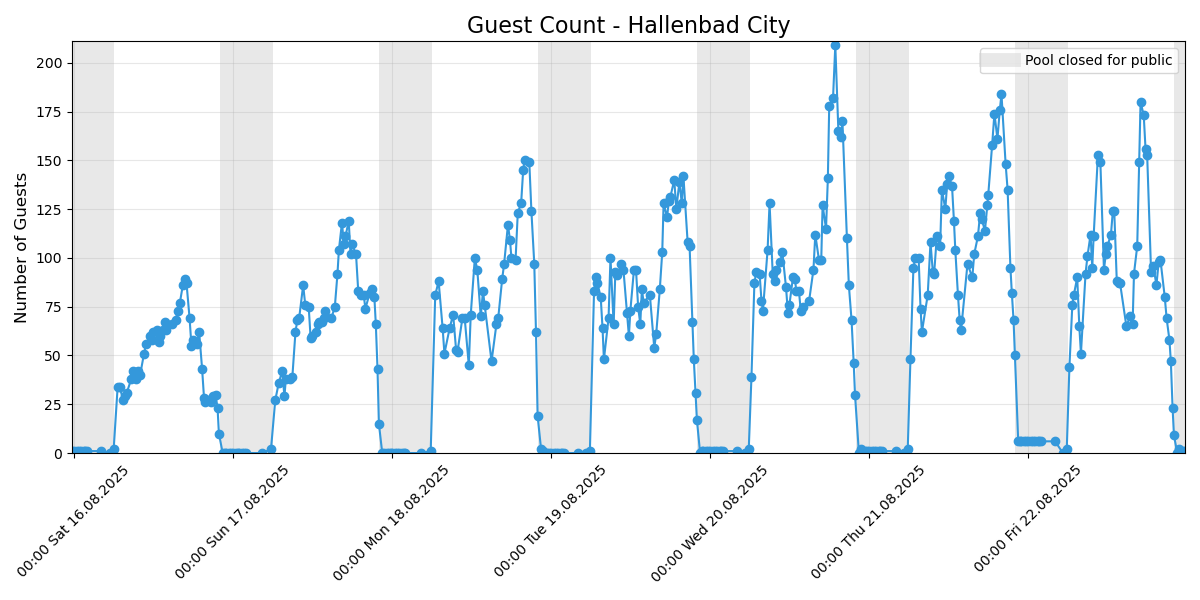 Guest Count - Hallenbad City
Pool closed for public
Number of Guests
200
175
150
125
100
75
50
25
0
00:00 Sat 16.08.2025
00:00 Sun 17.08.2025
00:00 Mon 18.08.2025
00:00 Tue 19.08.2025
00:00 Wed 20.08.2025
00:00 Thu 21.08.2025
00:00 Fri 22.08.2025